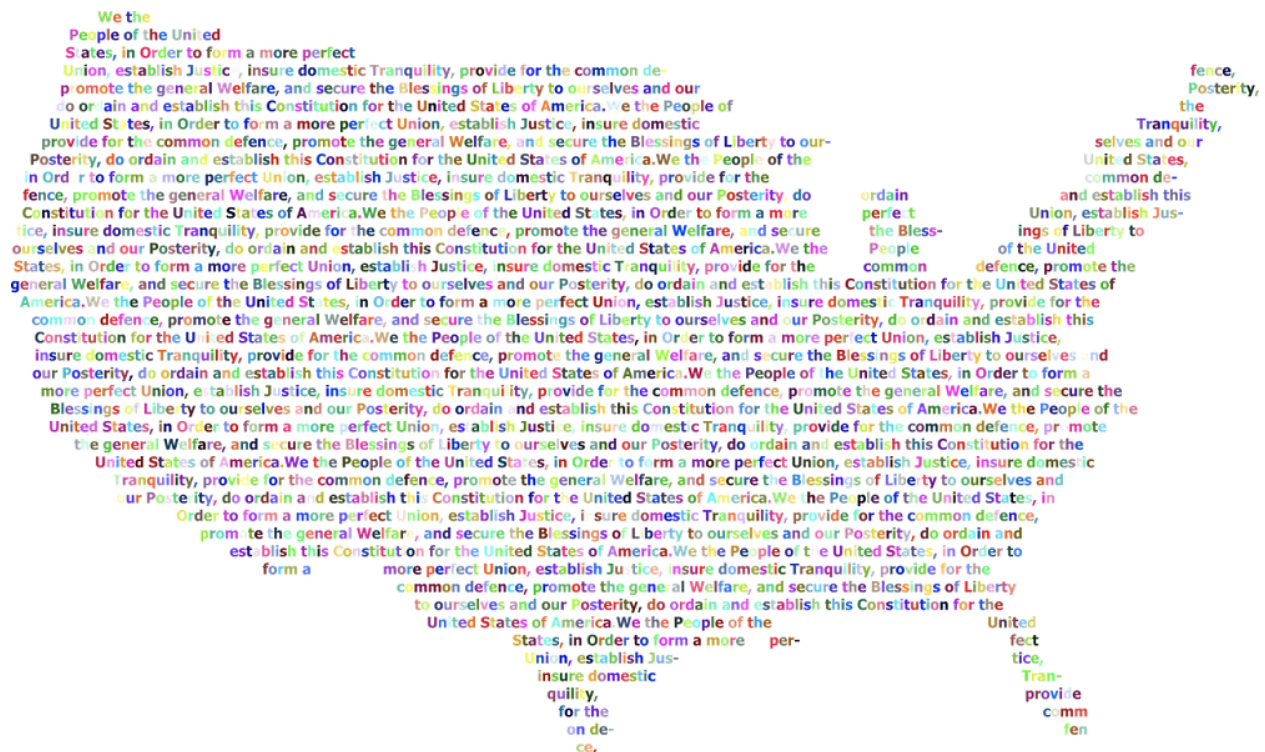 We the
People of the United
States, in Order to form a more perfect
Union, establish Justic , insure domestic Tranquility, provide for the common de- fence,
promote the general Welfare, and secure the Blessings of Liberty to ourselves and our Posterity,
do ordain and establish this Constitution for the United States of America.We the People of the
United States, in Order to form a more perfect Union, establish Justice, insure domestic Tranquility,
provide for the common defence, promote the general Welfare, and secure the Blessings of Liberty to our- selves and our
Posterity, do ordain and establish this Constitution for the United States of America.We the People of the United States,
in Ord r to form a more perfect Union, establish Justice, insure domestic Tranquility, provide for the common de-
fence, promote the general Welfare, and secure the Blessings of Liberty to ourselves and our Posterity, do ordain and establish this
Constitution for the United States of America.We the People of the United States, in Order to form a more perfect Union, establish Jus-
tice, insure domestic Tranquility, provide for the common defence, promote the general Welfare, and secure the Bless- ings of Liberty to
ourselves and our Posterity, do ordain and establish this Constitution for the United States of America.We the People of the United
States, in Order to form a more perfect Union, establish Justice, insure domestic Tranquility, provide for the common defence, promote the
general Welfare, and secure the Blessings of Liberty to ourselves and our Posterity, do ordain and establish this Constitution for the United States of
America.We the People of the United States, in Order to form a more perfect Union, establish Justice, insure domestic Tranquility, provide for the
common defence, promote the general Welfare, and secure the Blessings of Liberty to ourselves and our Posterity, do ordain and establish this
Constitution for the United States of America.We the People of the United States, in Order to form a more perfect Union, establish Justice,
insure domestic Tranquility, provide for the common defence, promote the general Welfare, and secure the Blessings of Liberty to ourselves and
our Posterity, do ordain and establish this Constitution for the United States of America.We the People of the United States, in Order to form a
more perfect Union, establish Justice, insure domestic Tranquility, provide for the common defence, promote the general Welfare, and secure the
Blessings of Liberty to ourselves and our Posterity, do ordain and establish this Constitution for the United States of America.We the People of the
United States, in Order to form a more perfect Union, establish Justice, insure domestic Tranquility, provide for the common defence, promote
the general Welfare, and secure the Blessings of Liberty to ourselves and our Posterity, do ordain and establish this Constitution for the
United States of America.We the People of the United States, in Order to form a more perfect Union, establish Justice, insure domestic
Tranquility, provide for the common defence, promote the general Welfare, and secure the Blessings of Liberty to ourselves and
our Posterity, do ordain and establish this Constitution for the United States of America.We the People of the United States, in
Order to form a more perfect Union, establish Justice, i sure domestic Tranquility, provide for the common defence,
promote the general Welfare, and secure the Blessings of Liberty to ourselves and our Posterity, do ordain and
establish this Constitution for the United States of America.We the People of the United States, in Order to
form a more perfect Union, establish Justice, insure domestic Tranquility, provide for the
common defence, promote the general Welfare, and secure the Blessings of Liberty
to ourselves and our Posterity, do ordain and establish this Constitution for the
United States of America.We the People of the United
States, in Order to form a more per- fect
Union, establish Jus- tice,
insure domestic Tran-
quility, provide
for the comm
on de- fen
ce,